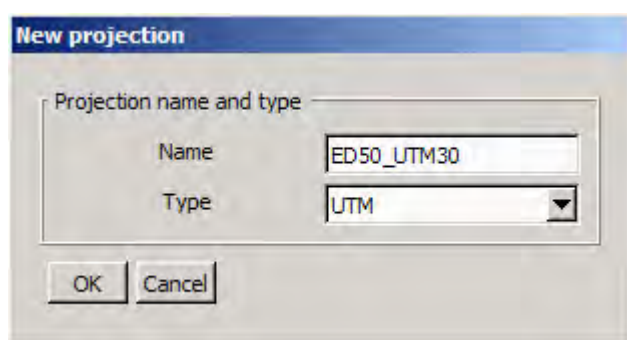 New projection
Projection name and type
Name ED50_UTM30
Type UTM
OK Cancel